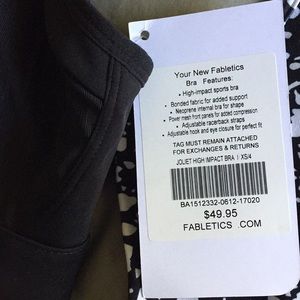 Your New Fabletics
Bra Features:
• High-impact sports bra
• Bonded fabric for added support
• Neoprene internal bra for shape
• Power mesh front panels for added compression
• Adjustable racerback straps
• Adjustable hook and eye closure for perfect fit
TAG MUST REMAIN ATTACHED
FOR EXCHANGES & RETURNS
JOLIET HIGH IMPACT BRA | XS/4
BA1512332-0612-17020
$49.95
FABLETICS .COM